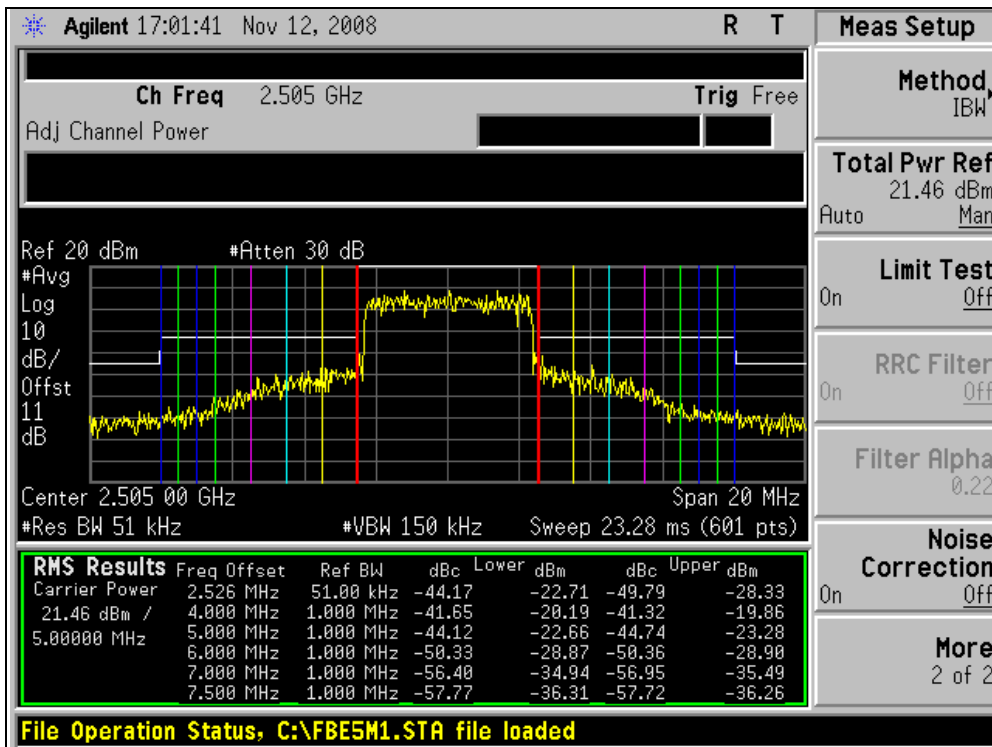 Agilent 17:01:41 Nov 12, 2008 R T
Meas Setup
Ch Freq 2.505 GHz Trig Free
Adj Channel Power
Method
IBW
Total Pwr Ref
21.46 dBm
Auto Man
Limit Test
On Off
RRC Filter
On Off
Filter Alpha
0.22
Noise
Correction
On Off
More
2 of 2
Ref 20 dBm #Atten 30 dB
#Avg
Log
10
dB/
Offst
11
dB
Center 2.505 00 GHz Span 20 MHz
#Res BW 51 kHz #VBW 150 kHz Sweep 23.28 ms (601 pts)
RMS Results Freq Offset Ref BW dBc Lower dBm dBc Upper dBm
Carrier Power 2.526 MHz 51.00 kHz -44.17 -22.71 -49.79 -28.33
21.46 dBm / 4.000 MHz 1.000 MHz -41.65 -20.19 -41.32 -19.86
5.00000 MHz 5.000 MHz 1.000 MHz -44.12 -22.66 -44.74 -23.28
6.000 MHz 1.000 MHz -50.33 -28.87 -50.36 -28.90
7.000 MHz 1.000 MHz -56.40 -34.94 -56.95 -35.49
7.500 MHz 1.000 MHz -57.77 -36.31 -57.72 -36.26
File Operation Status, C:\FBE5M1.STA file loaded